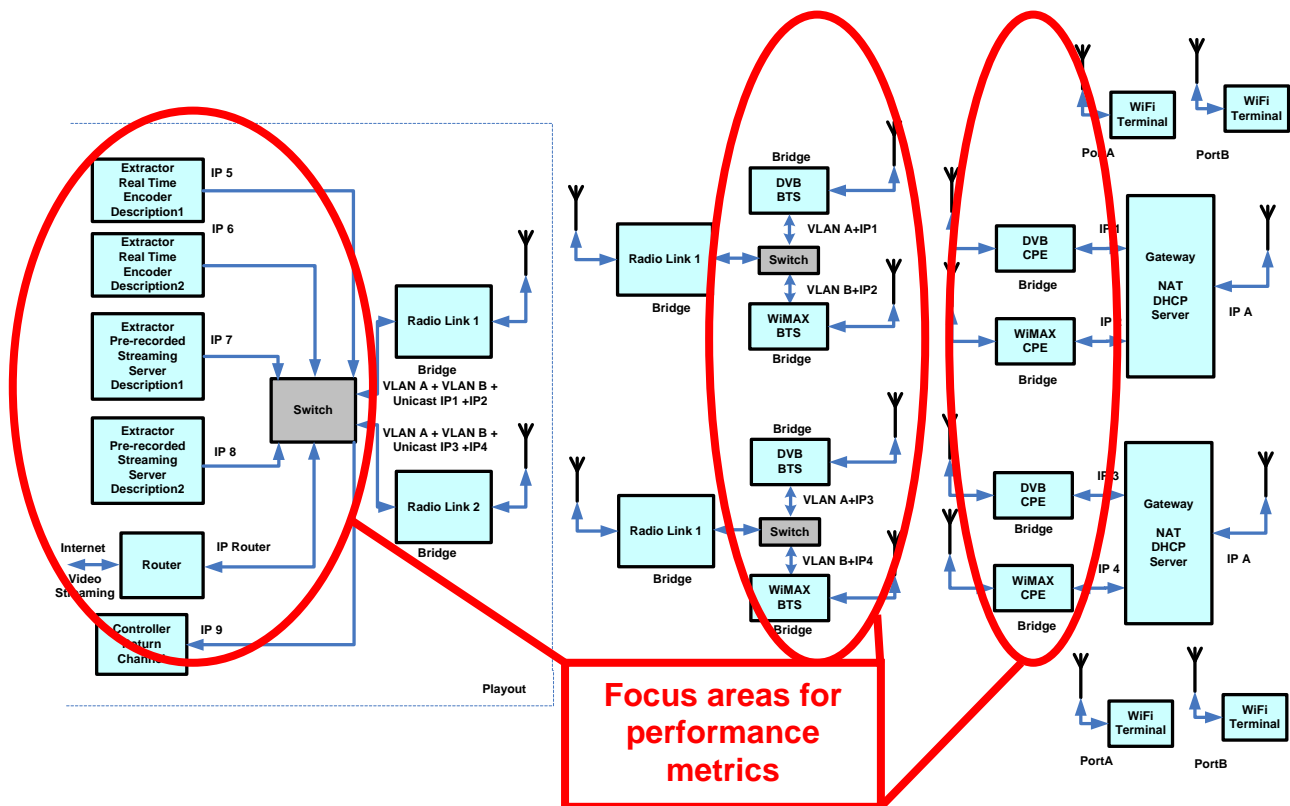 Extractor
Real Time
Encoder
Description1
IP 5
Extractor
Real Time
Encoder
Description2
IP 6
Extractor
Pre-recorded
Streaming
Server
Description1
IP 7
Extractor
Pre-recorded
Streaming
Server
Description2
IP 8
Internet
Video
Streaming
Router
IP Router
Controller
Return
Channel
IP 9
Switch
Radio Link 1
Bridge
VLAN A + VLAN B +
Unicast IP1 +IP2
VLAN A + VLAN B +
Unicast IP3 +IP4
Radio Link 2
Bridge
Playout
Radio Link 1
Bridge
Bridge
DVB
BTS
VLAN A+IP1
Switch
VLAN B+IP2
WiMAX
BTS
Bridge
Radio Link 1
Bridge
Bridge
DVB
BTS
VLAN A+IP3
Switch
VLAN B+IP4
WiMAX
BTS
Bridge
WiFi
Terminal
PortA
WiFi
Terminal
PortB
DVB
CPE
Bridge
IP 1
WiMAX
CPE
Bridge
IP
Gateway
NAT
DHCP
Server
IP A
DVB
CPE
Bridge
IP 3
WiMAX
CPE
Bridge
IP 4
Gateway
NAT
DHCP
Server
IP A
WiFi
Terminal
PortA
WiFi
Terminal
PortB
Focus areas for
performance
metrics